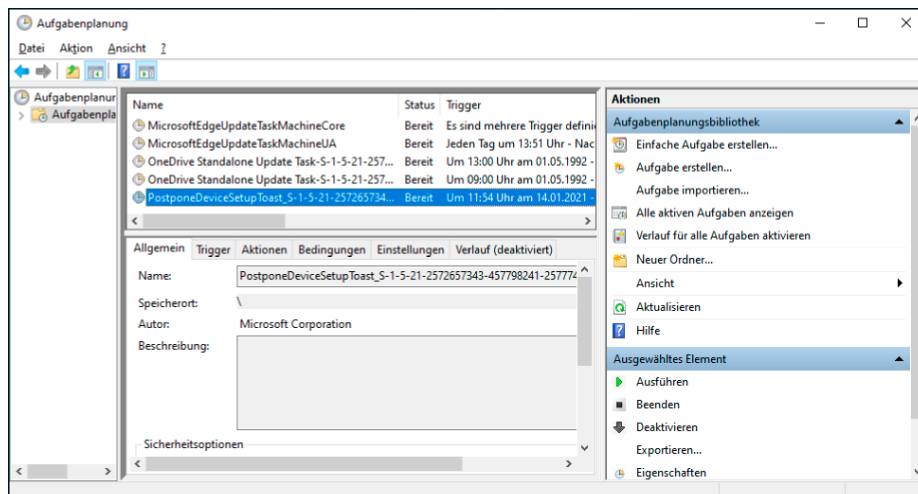 Aufgabenplanung
Datei Aktion Ansicht ?
Aufgabenplanur
Aufgabenpla
Name Status Trigger
MicrosoftEdgeUpdateTaskMachineCore Bereit Es sind mehrere Trigger defini
MicrosoftEdgeUpdateTaskMachineUA Bereit Jeden Tag um 13:51 Uhr - Nac
OneDrive Standalone Update Task-S-1-5-21-257... Bereit Um 13:00 Uhr am 01.05.1992 -
OneDrive Standalone Update Task-S-1-5-21-257... Bereit Um 09:00 Uhr am 01.05.1992 -
PostponeDeviceSetupToast_S-1-5-21-257265734... Bereit Um 11:54 Uhr am 14.01.2021 -
Allgemein Trigger Aktionen Bedingungen Einstellungen Verlauf (deaktiviert)
Name: PostponeDeviceSetupToast_S-1-5-21-2572657343-457798241-257774
Speicherort: \
Autor: Microsoft Corporation
Beschreibung:
Sicherheitsoptionen
Aktionen
Aufgabenplanungsbibliothek
Einfache Aufgabe erstellen...
Aufgabe erstellen...
Aufgabe importieren...
Alle aktiven Aufgaben anzeigen
Verlauf für alle Aufgaben aktivieren
Neuer Ordner...
Ansicht
Aktualisieren
Hilfe
Ausgewähltes Element
Ausführen
Beenden
Deaktivieren
Exportieren...
Eigenschaften